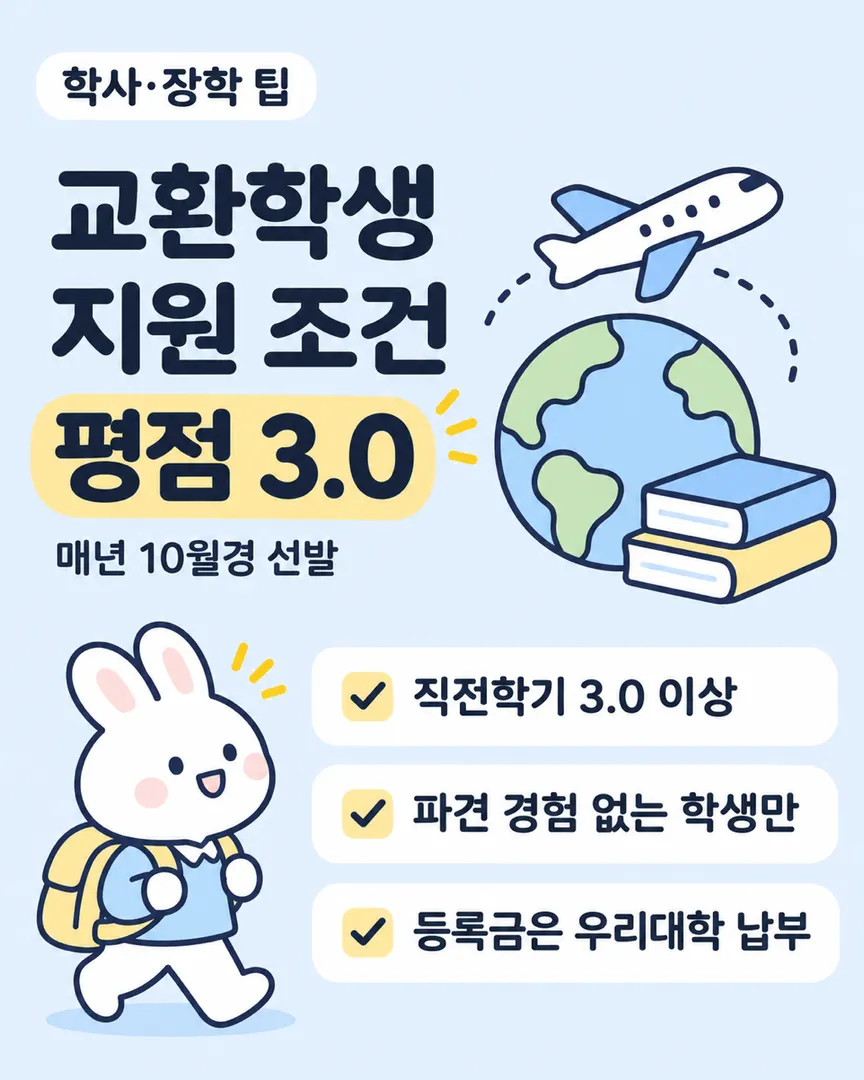 학사·장학 팁
교환학생
지원 조건
평점 3.0
매년 10월경 선발
직전학기 3.0 이상
파견 경험 없는 학생만
등록금은 우리대학 납부